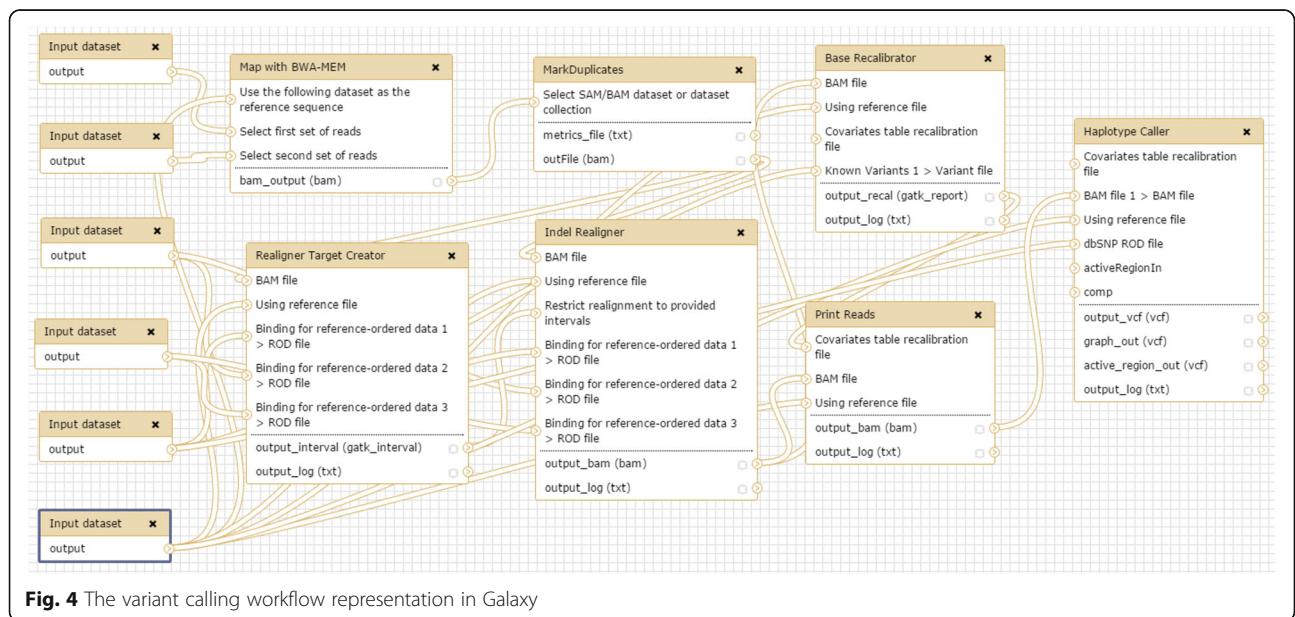 Input dataset
output
Input dataset
output
Input dataset
output
Input dataset
output
Input dataset
output
Input dataset
output
Map with BWA-MEM
Use the following dataset as the
reference sequence
Select first set of reads
Select second set of reads
bam_output (bam)
Realigner Target Creator
BAM file
Using reference file
Binding for reference-ordered data 1
> ROD file
Binding for reference-ordered data 2
> ROD file
Binding for reference-ordered data 3
> ROD file
output_interval (gatk_interval)
output_log (txt)
MarkDuplicates
Select SAM/BAM dataset or dataset
collection
metrics_file (txt)
outFile (bam)
Indel Realigner
BAM file
Using reference file
Restrict realignment to provided
intervals
Binding for reference-ordered data 1
> ROD file
Binding for reference-ordered data 2
> ROD file
Binding for reference-ordered data 3
> ROD file
output_bam (bam)
output_log (txt)
Base Recalibrator
BAM file
Using reference file
Covariates table recalibration
file
Known Variants 1 > Variant file
output_recal (gatk_report)
output_log (txt)
Print Reads
Covariates table recalibration
file
BAM file
Using reference file
output_bam (bam)
output_log (txt)
Haplotype Caller
Covariates table recalibration
file
BAM file 1 > BAM file
Using reference file
dbSNP ROD file
activeRegionIn
comp
output_vcf (vcf)
graph_out (vcf)
active_region_out (vcf)
output_log (txt)
Fig. 4 The variant calling workflow representation in Galaxy